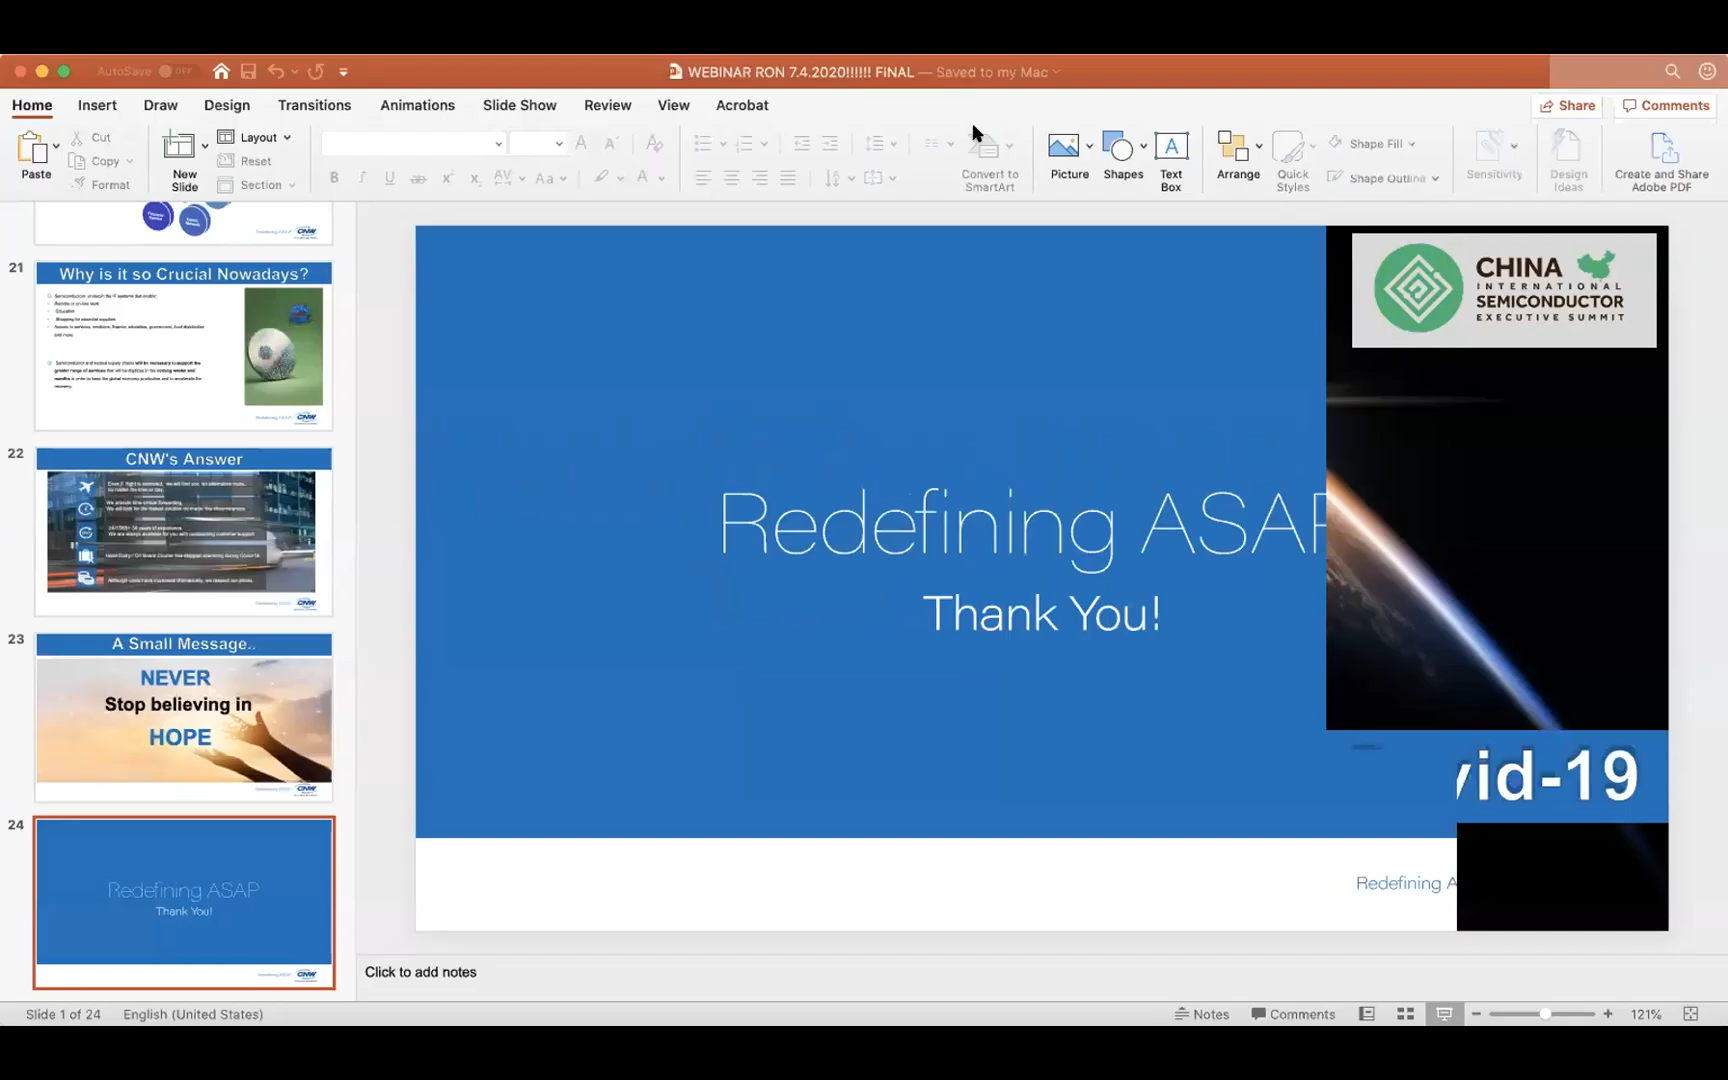 AutoSave OFF
WEBINAR RON 7.4.2020!!!!!! FiNAL — Saved to my Mac
Home Insert Draw Design Transitions Animations Slide Show Review View Acrobat
Share Comments
Paste
Cut
Copy
Format
New Slide
Layout
Reset
Section
Convert to SmartArt
Picture
Shapes
Text Box
Arrange
Quick Styles
Shape Fill
Shape Outline
Sensitivity
Design Ideas
Create and Share Adobe PDF
21
Why is it so Crucial Nowadays?
22
CNW's Answer
23
A Small Message..
NEVER
Stop believing in
HOPE
24
Redefining ASAP
Thank You!
CNW
CHINA
INTERNATIONAL
SEMICONDUCTOR
EXECUTIVE SUMMIT
Redefining ASAP
Thank You!
vid-19
Redefining A
Click to add notes
Slide 1 of 24 English (United States)
Notes Comments 121%